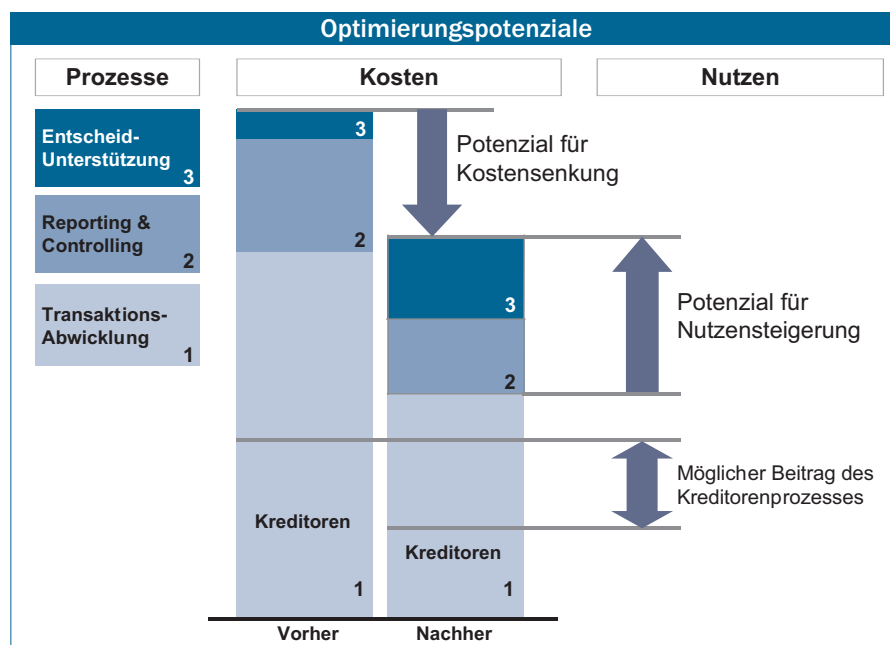 Optimierungspotenziale
Prozesse
Kosten
Nutzen
Entscheid-
Unterstützung
3
Reporting &
Controlling
2
Transaktions-
Abwicklung
1
3
2
Kreditoren
1
Vorher
3
2
Kreditoren
1
Nachher
Potenzial für
Kostensenkung
Potenzial für
Nutzensteigerung
Möglicher Beitrag des
Kreditorenprozesses